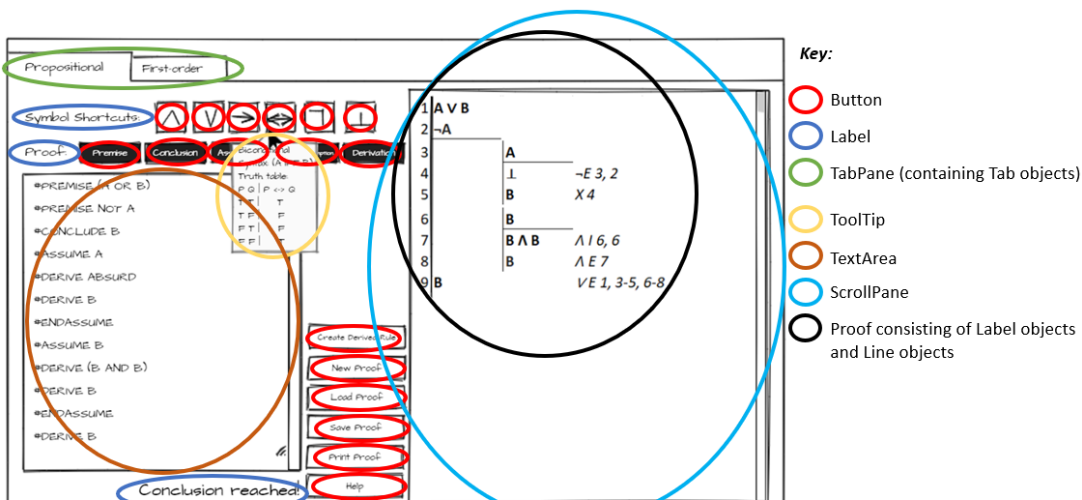 Key:
Propositional First-order
Symbol Shortcuts: ∧ ∨ → ↔ ¬ ⊥
Proof: Premise Conclusion Derivation
Biconditional
Truth table:
P Q | P <-> Q
T T | T
T F | F
F T | F
F F | T
PREMISE (A OR B)
PREMISE NOT A
CONCLUDE B
ASSUME A
DERIVE ABSURD
DERIVE B
ENDASSUME
ASSUME B
DERIVE (B AND B)
DERIVE B
ENDASSUME
DERIVE B
Create Derived Rule
New Proof
Load Proof
Save Proof
Print Proof
Help
Conclusion reached!
1 A ∨ B
2 ¬A
3 A
4 ⊥ ¬E 3, 2
5 B X 4
6 B
7 B ∧ B ∧ I 6, 6
8 B ∧ E 7
9 B ∨ E 1, 3-5, 6-8
Button
Label
TabPane (containing Tab objects)
ToolTip
TextArea
ScrollPane
Proof consisting of Label objects
and Line objects